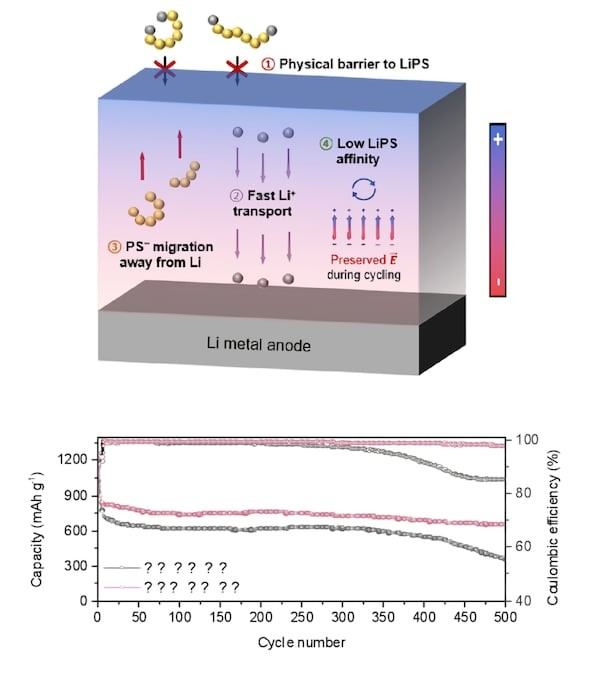 ① Physical barrier to LiPS
④ Low LiPS
affinity
② Fast Li⁺
transport
③ PS⁻ migration
away from Li
+ + + + +
- - - - -
Preserved E⃗
during cycling
+
-
Li metal anode
Capacity (mAh g⁻¹)
1200
900
600
300
0
100
80
60
40
Coulombic efficiency (%)
? ? ? ? ? ?
? ? ? ? ? ? ?
0 50 100 150 200 250 300 350 400 450 500
Cycle number